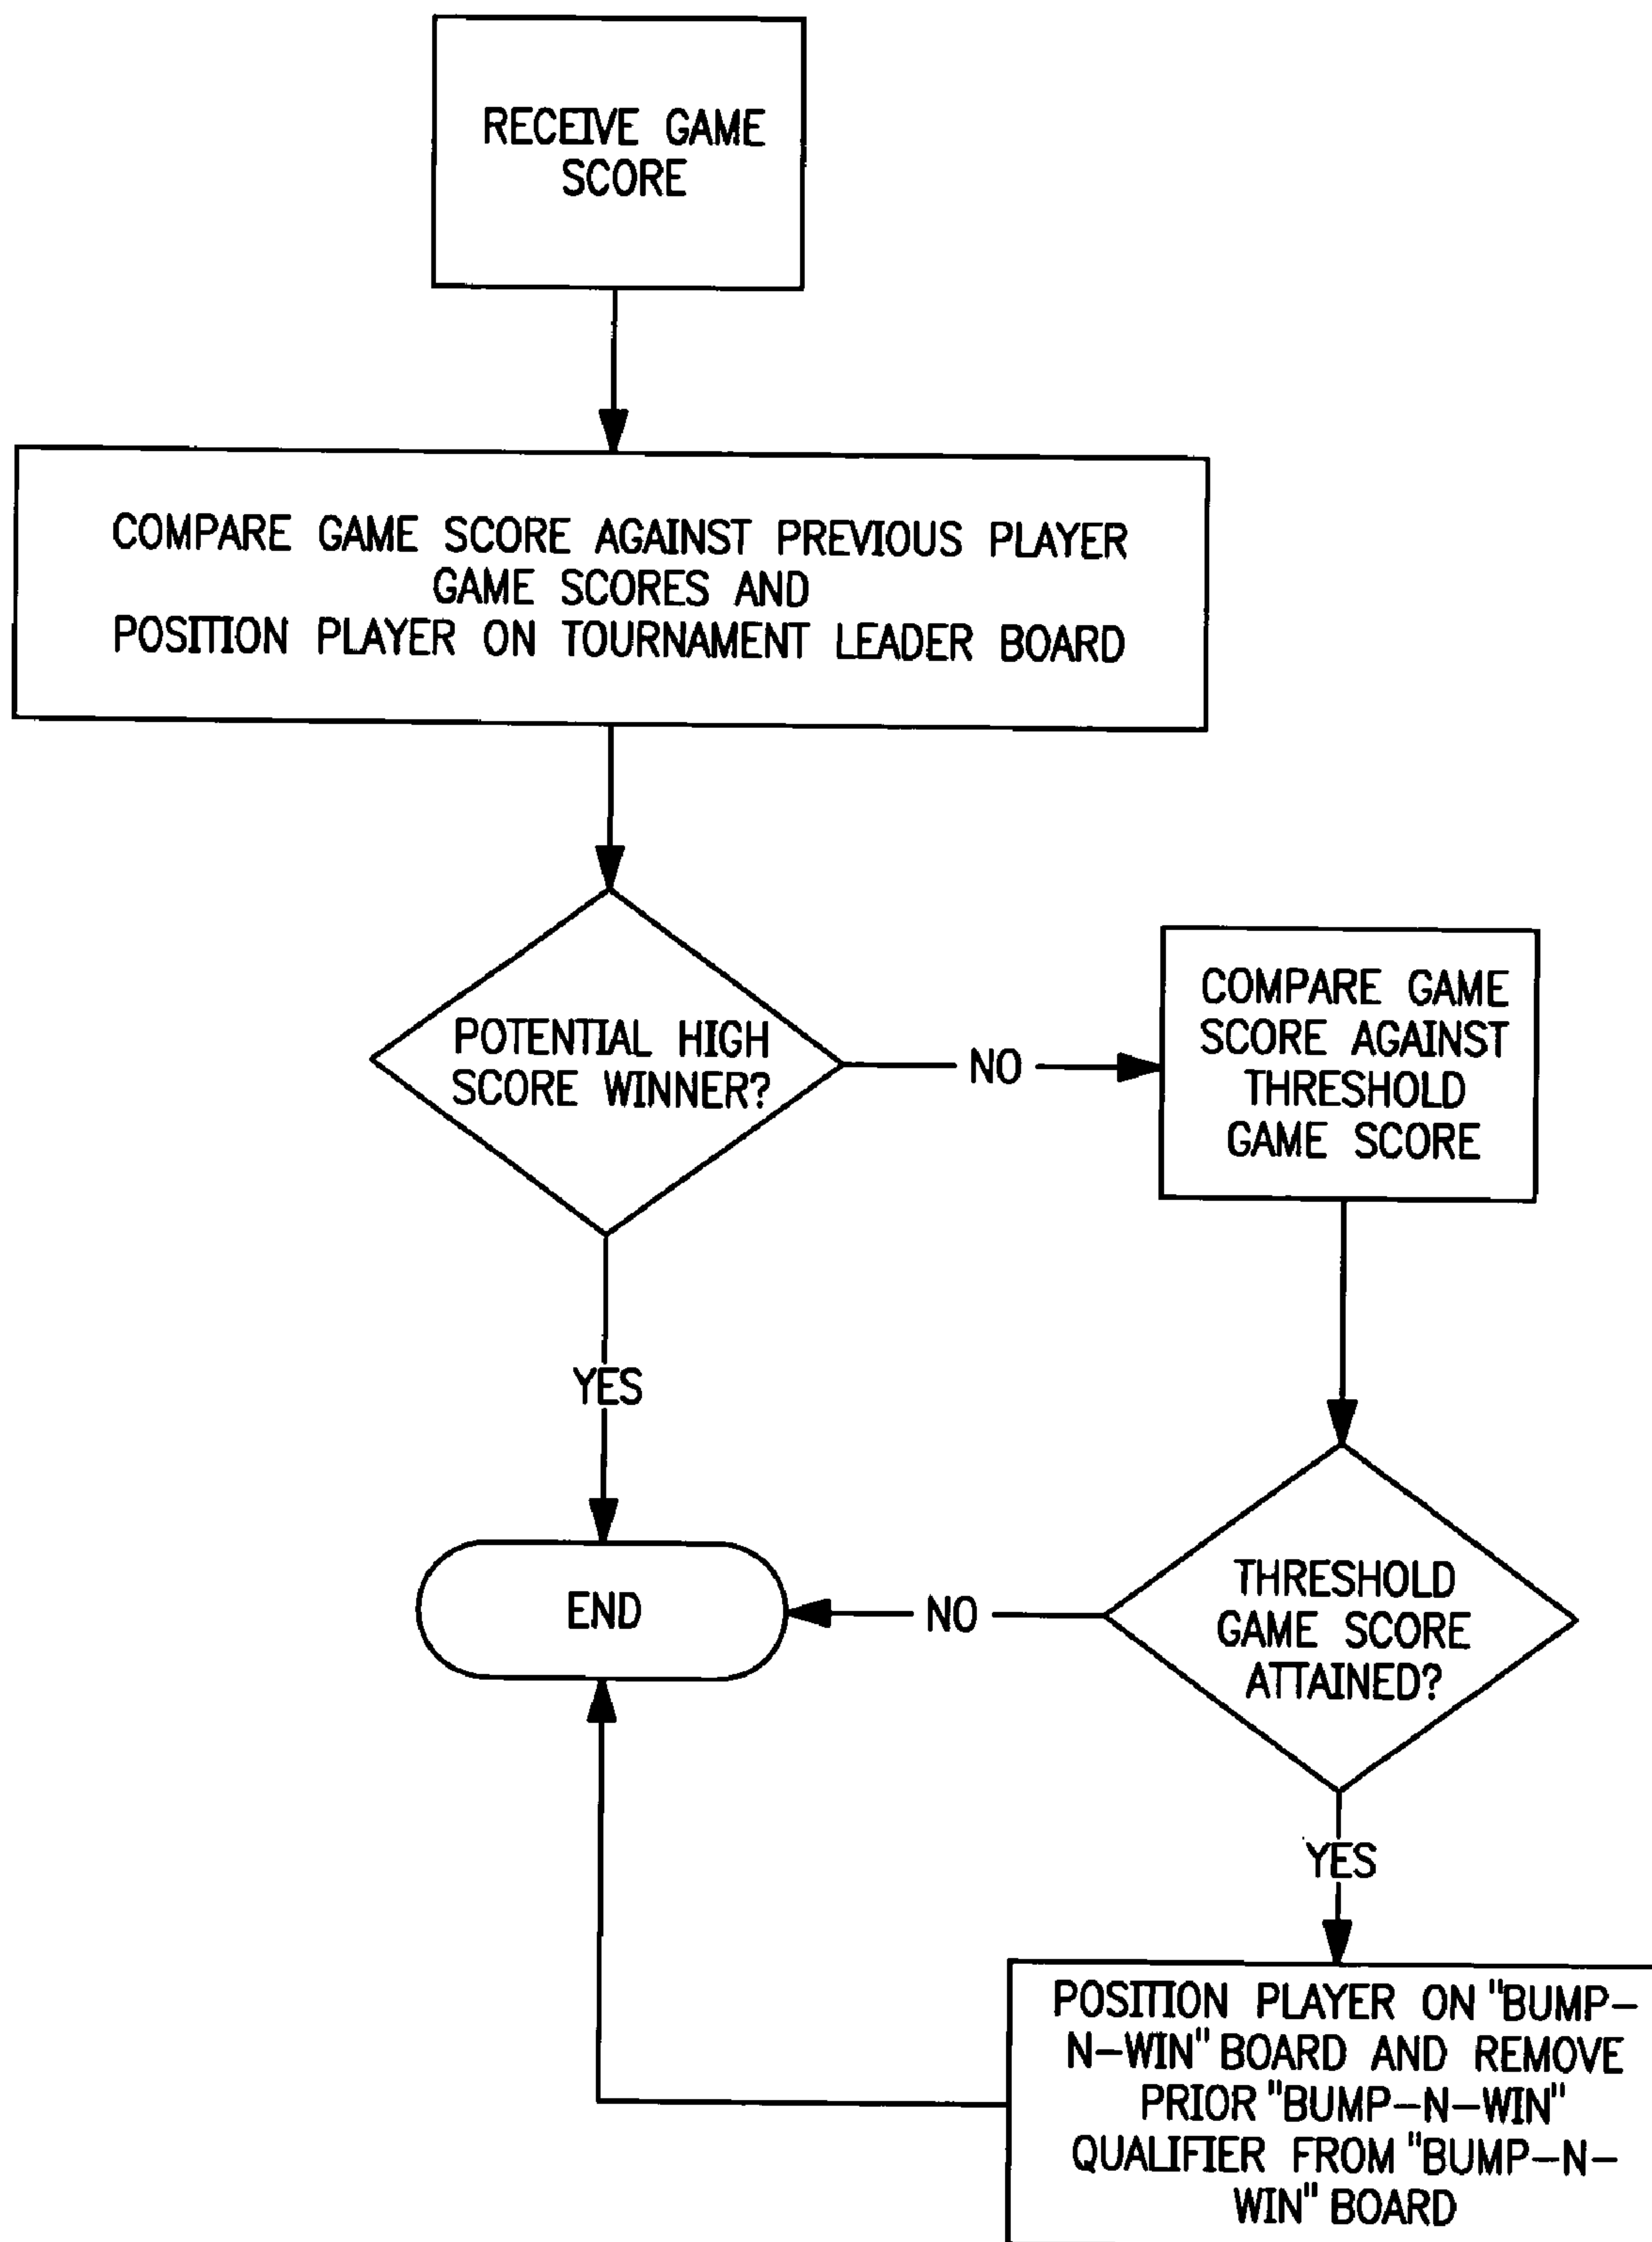 RECEIVE GAME
SCORE
COMPARE GAME SCORE AGAINST PREVIOUS PLAYER
GAME SCORES AND
POSITION PLAYER ON TOURNAMENT LEADER BOARD
POTENTIAL HIGH
SCORE WINNER?
NO
COMPARE GAME
SCORE AGAINST
THRESHOLD
GAME SCORE
YES
END
NO
THRESHOLD
GAME SCORE
ATTAINED?
YES
POSITION PLAYER ON "BUMP-
N-WIN" BOARD AND REMOVE
PRIOR "BUMP-N-WIN"
QUALIFIER FROM "BUMP-N-
WIN" BOARD